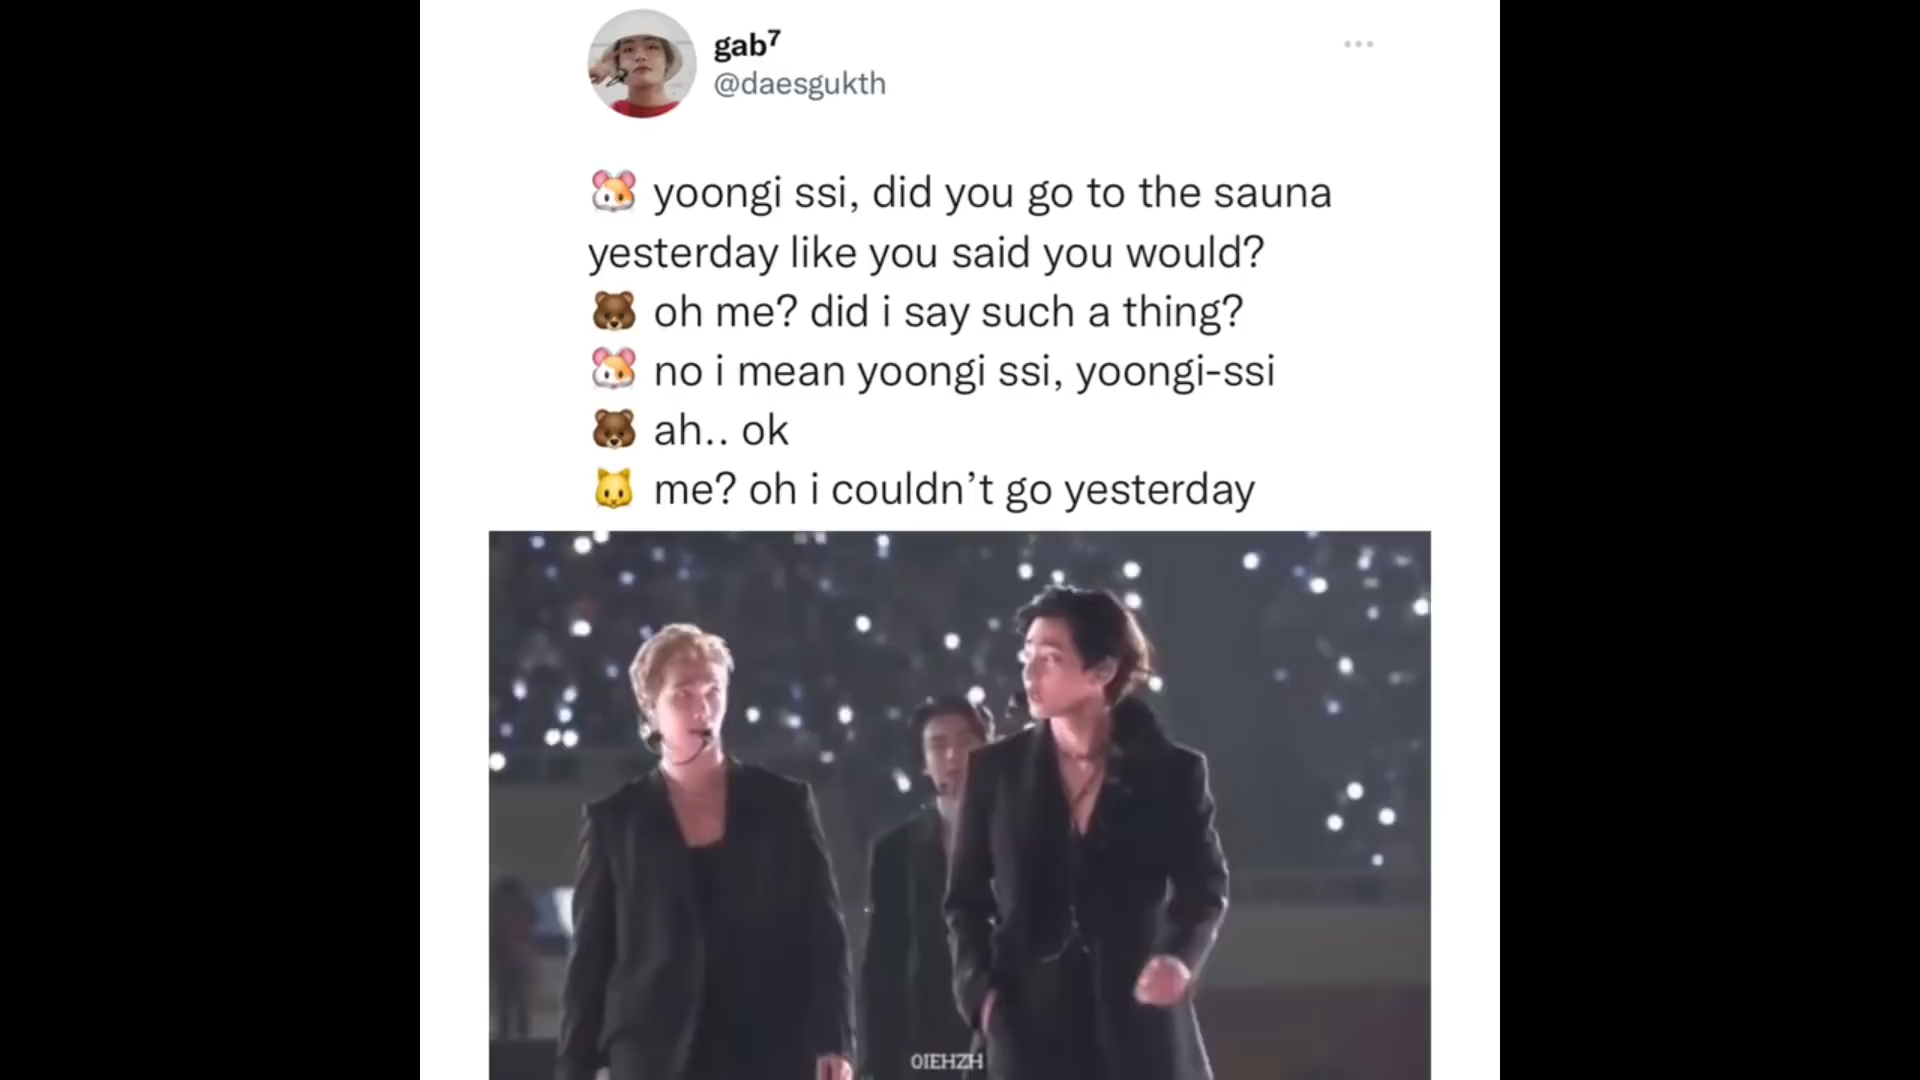 gab⁷
@daesgukth
🐹 yoongi ssi, did you go to the sauna
yesterday like you said you would?
🐻 oh me? did i say such a thing?
🐹 no i mean yoongi ssi, yoongi-ssi
🐻 ah.. ok
🐱 me? oh i couldn’t go yesterday
OIEHZH